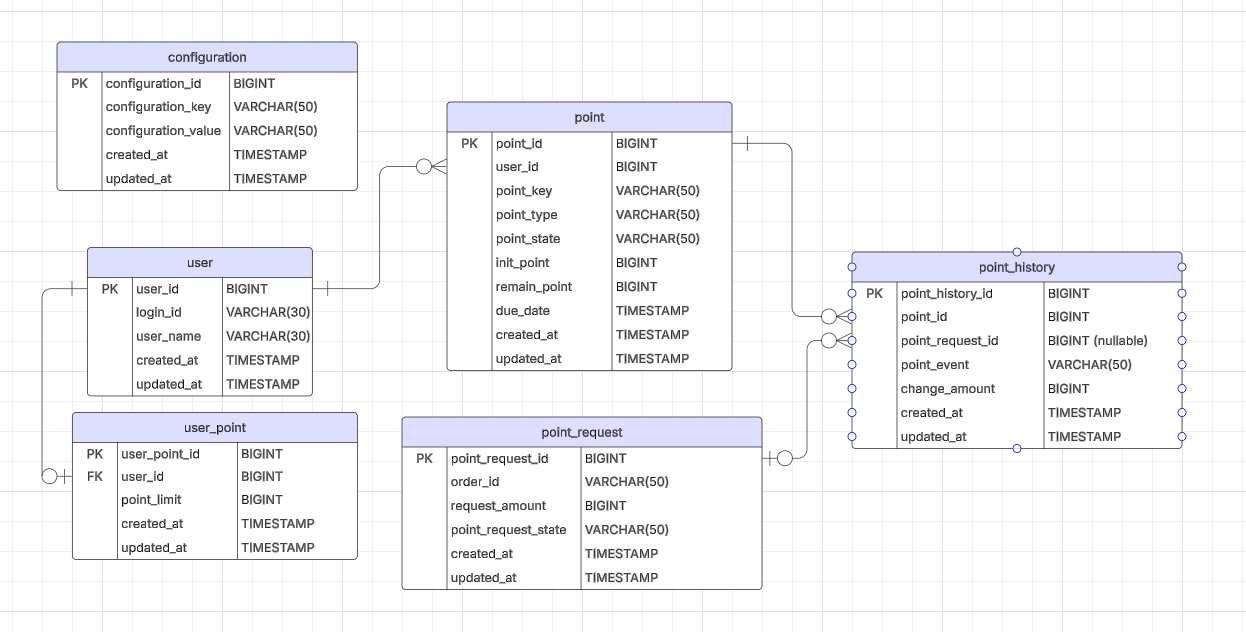 configuration
PK configuration_id BIGINT
configuration_key VARCHAR(50)
configuration_value VARCHAR(50)
created_at TIMESTAMP
updated_at TIMESTAMP
user
PK user_id BIGINT
login_id VARCHAR(30)
user_name VARCHAR(30)
created_at TIMESTAMP
updated_at TIMESTAMP
user_point
PK user_point_id BIGINT
FK user_id BIGINT
point_limit BIGINT
created_at TIMESTAMP
updated_at TIMESTAMP
point
PK point_id BIGINT
user_id BIGINT
point_key VARCHAR(50)
point_type VARCHAR(50)
point_state VARCHAR(50)
init_point BIGINT
remain_point BIGINT
due_date TIMESTAMP
created_at TIMESTAMP
updated_at TIMESTAMP
point_request
PK point_request_id BIGINT
order_id VARCHAR(50)
request_amount BIGINT
point_request_state VARCHAR(50)
created_at TIMESTAMP
updated_at TIMESTAMP
point_history
PK point_history_id BIGINT
point_id BIGINT
point_request_id BIGINT (nullable)
point_event VARCHAR(50)
change_amount BIGINT
created_at TIMESTAMP
updated_at TIMESTAMP